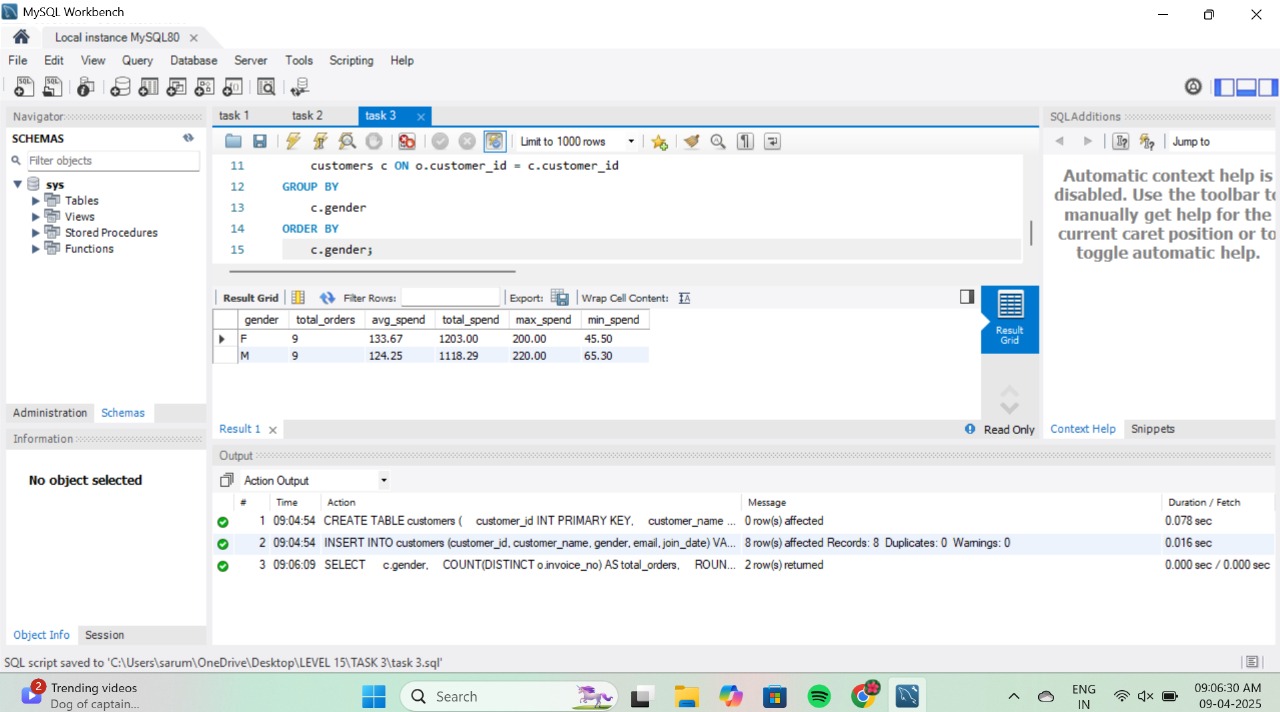 MySQL Workbench
Local instance MySQL80
File Edit View Query Database Server Tools Scripting Help
Navigator
SCHEMAS
Filter objects
sys
Tables
Views
Stored Procedures
Functions
Administration Schemas
Information
No object selected
Object Info Session
task 1 task 2 task 3
Limit to 1000 rows
11 customers c ON o.customer_id = c.customer_id
12 GROUP BY
13 c.gender
14 ORDER BY
15 c.gender;
Result Grid Filter Rows: Export: Wrap Cell Content: IA
gender total_orders avg_spend total_spend max_spend min_spend
F 9 133.67 1203.00 200.00 45.50
M 9 124.25 1118.29 220.00 65.30
Result
Grid
Result 1
Read Only
SQLAdditions
Jump to
Automatic context help is
disabled. Use the toolbar to
manually get help for the
current caret position or to
toggle automatic help.
Context Help Snippets
Output
Action Output
# Time Action Message Duration / Fetch
1 09:04:54 CREATE TABLE customers ( customer_id INT PRIMARY KEY, customer_name ... 0 row(s) affected 0.078 sec
2 09:04:54 INSERT INTO customers (customer_id, customer_name, gender, email, join_date) VA... 8 row(s) affected Records: 8 Duplicates: 0 Warnings: 0 0.016 sec
3 09:06:09 SELECT c.gender, COUNT(DISTINCT o.invoice_no) AS total_orders, ROUN... 2 row(s) returned 0.000 sec / 0.000 sec
SQL script saved to 'C:\Users\sarum\OneDrive\Desktop\LEVEL 15\TASK 3\task 3.sql'
2
Trending videos
Dog of captain...
Search
ENG
IN
09:06:30 AM
09-04-2025